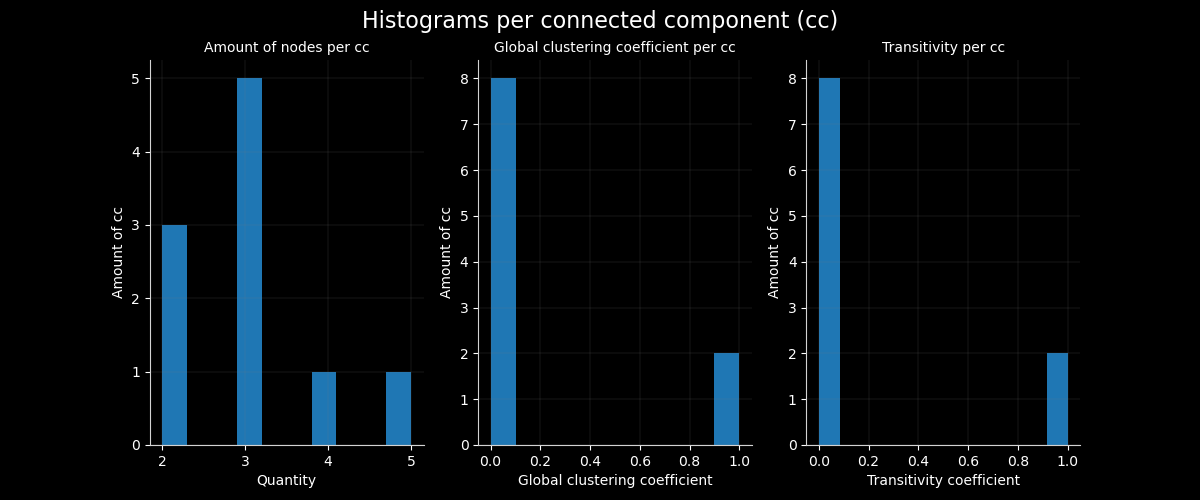 Histograms per connected component (cc)
Amount of nodes per cc
Amount of cc
5
4
3
2
1
0
2 3 4 5
Quantity
Global clustering coefficient per cc
Amount of cc
8
7
6
5
4
3
2
1
0
0.0 0.2 0.4 0.6 0.8 1.0
Global clustering coefficient
Transitivity per cc
Amount of cc
8
7
6
5
4
3
2
1
0
0.0 0.2 0.4 0.6 0.8 1.0
Transitivity coefficient